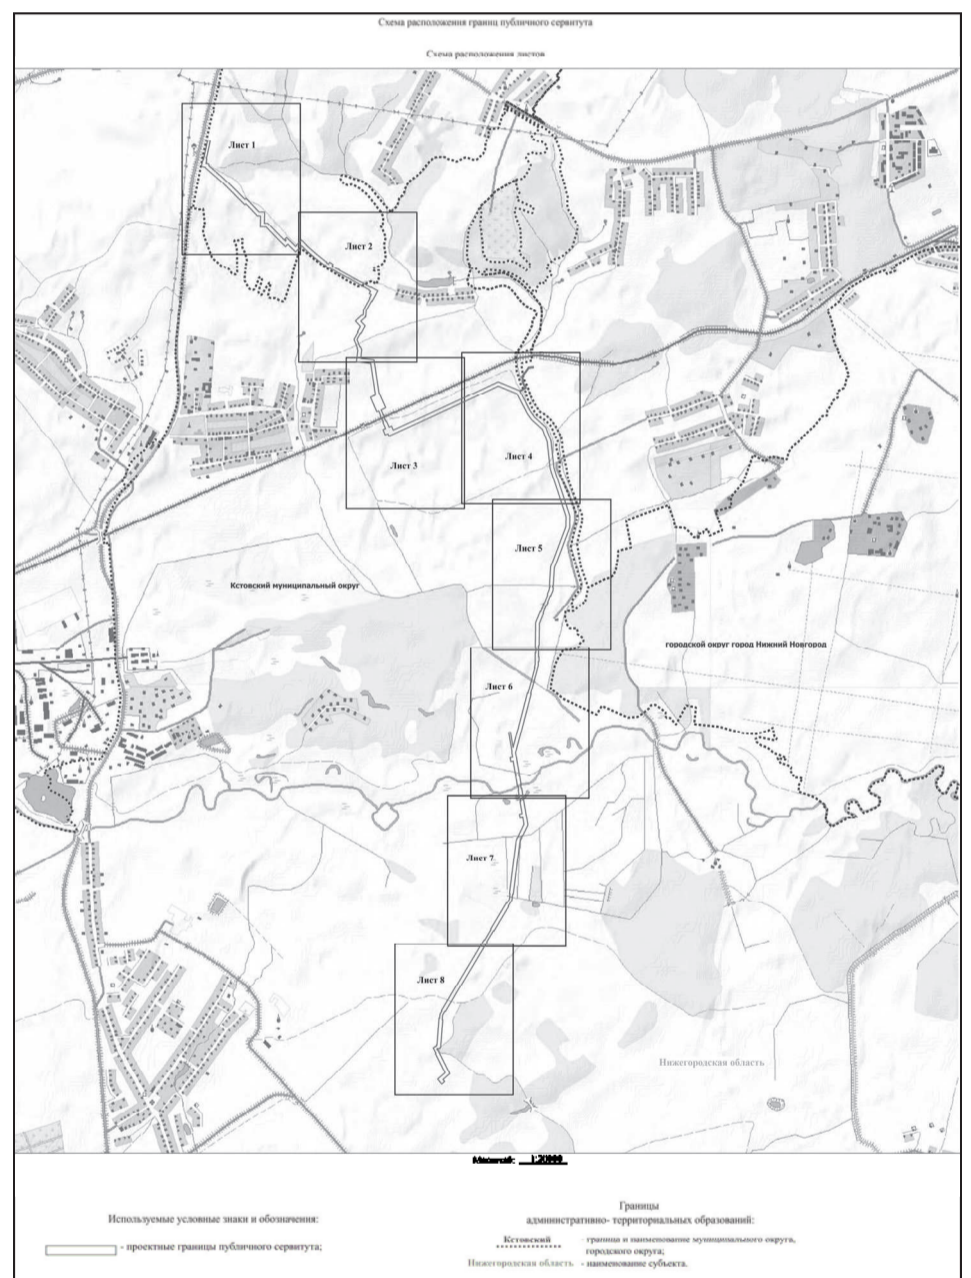 Схема расположения границ публичного сервитута
Схема расположения листов
Лист 1
Лист 2
Лист 3
Лист 4
Лист 5
Кстовский муниципальный округ
городской округ город Нижний Новгород
Лист 6
Лист 7
Лист 8
Нижегородская область
Масштаб: 1:20000
Используемые условные знаки и обозначения:
- проектные границы публичного сервитута;
Границы
административно- территориальных образований:
Кстовский - граница и наименование муниципального округа,
городского округа;
Нижегородская область - наименование субъекта.